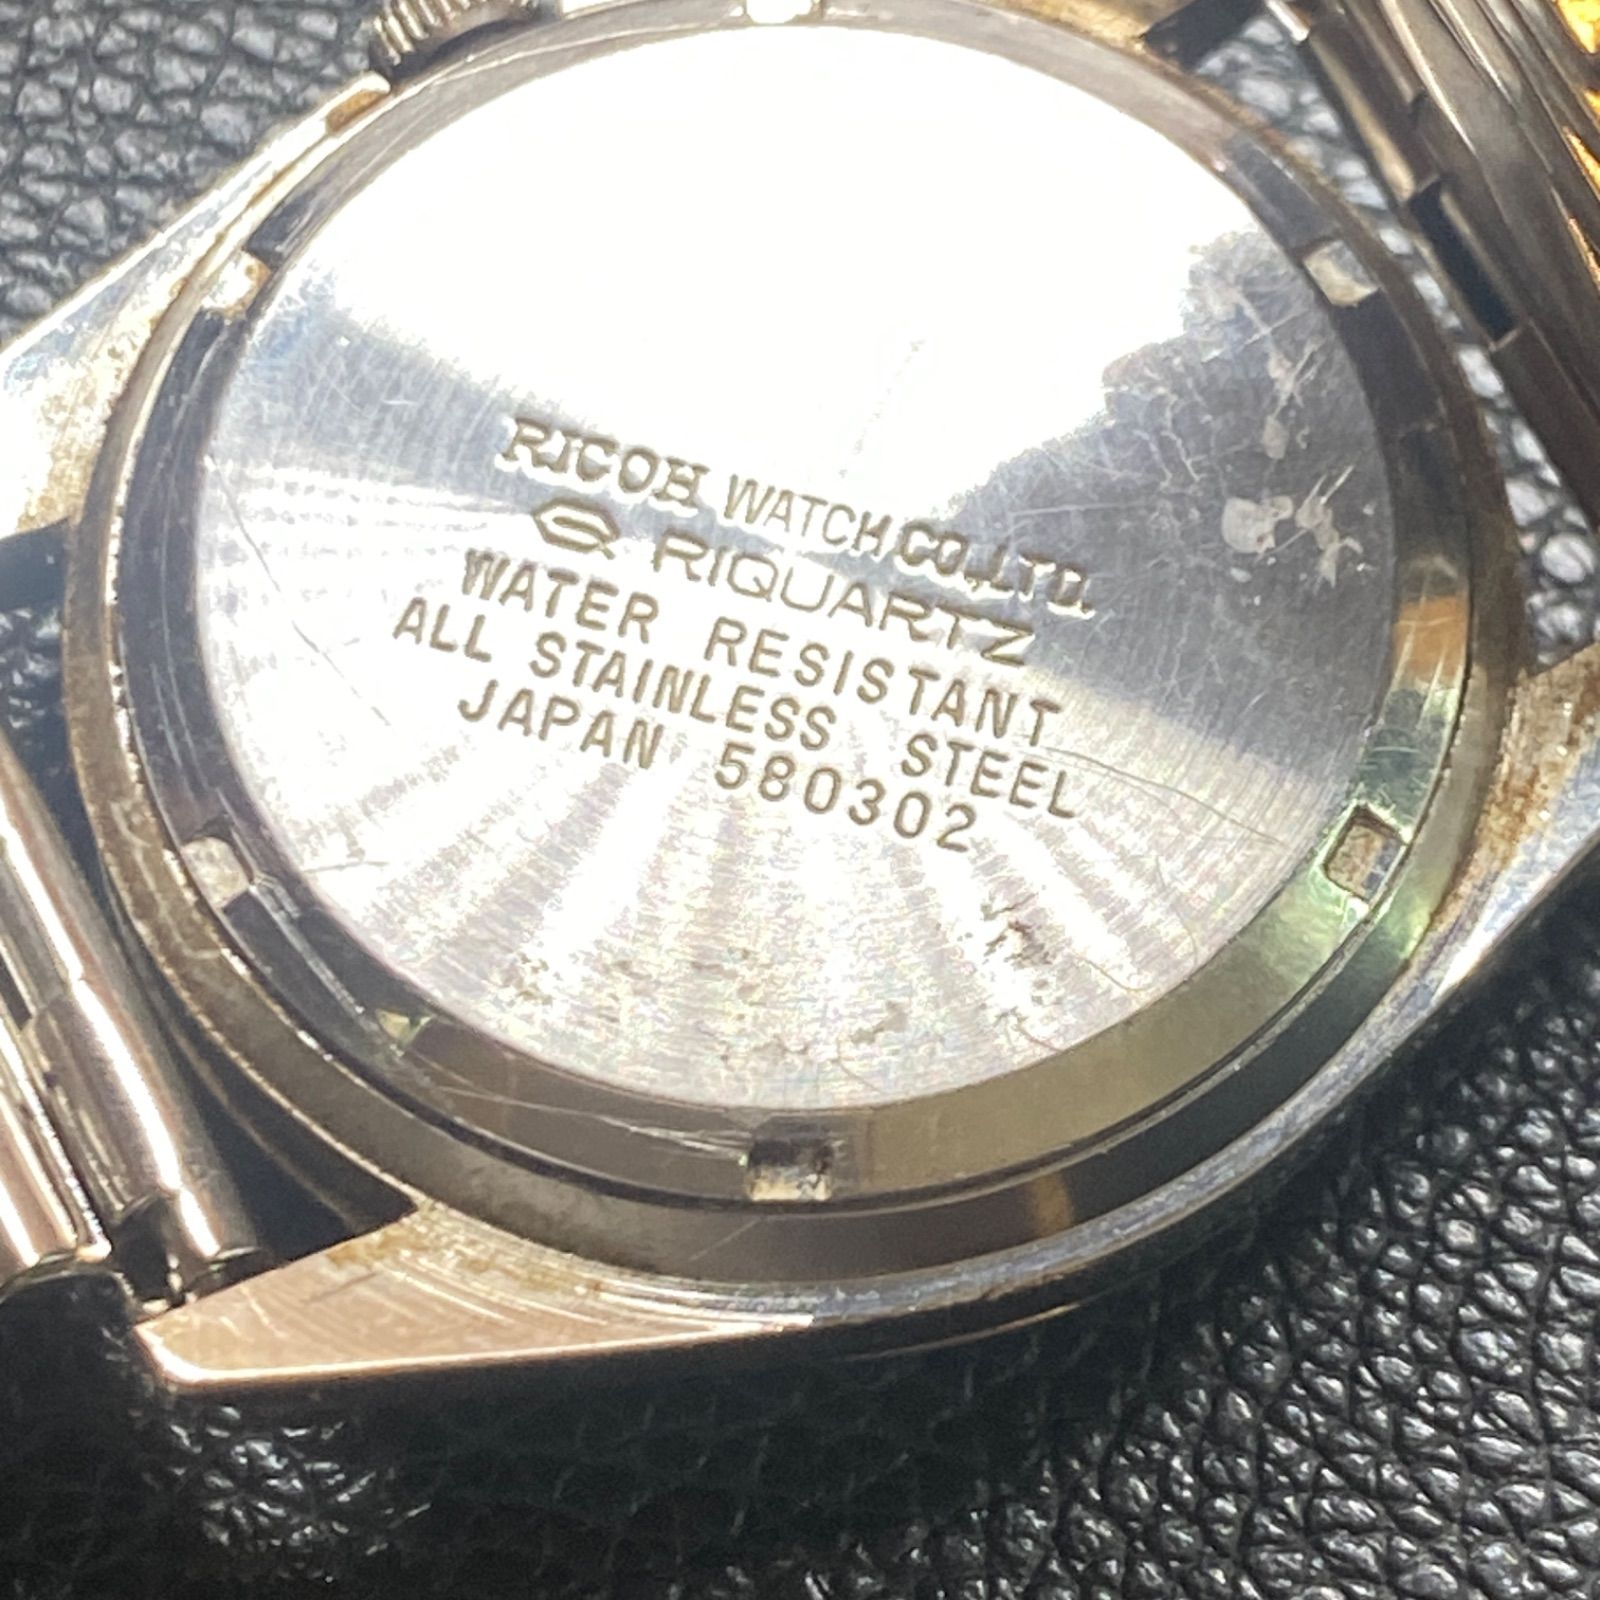 RICOH WATCH CO., LTD.
RIQUARTZ
WATER RESISTANT
ALL STAINLESS STEEL
JAPAN 580302